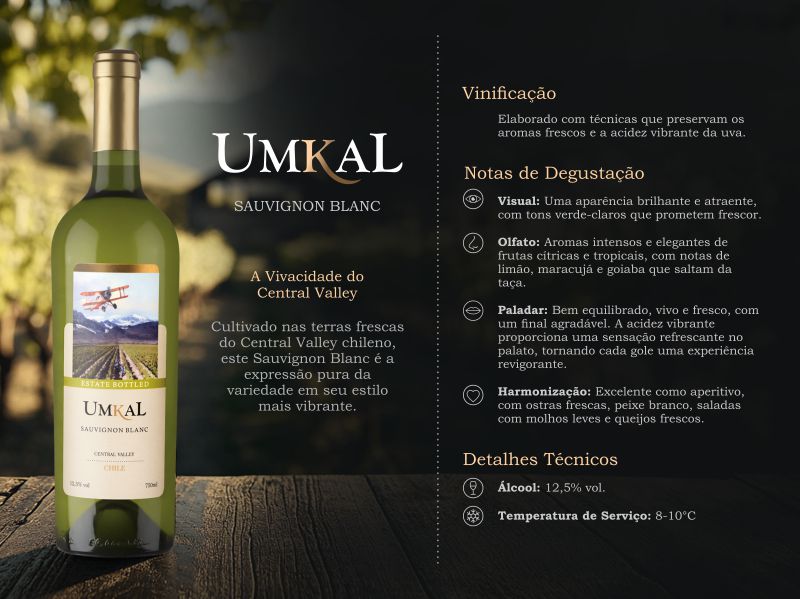 UMKAL
SAUVIGNON BLANC
A Vivacidade do
Central Valley
Cultivado nas terras frescas
do Central Valley chileno,
este Sauvignon Blanc é a
expressão pura da
variedade em seu estilo
mais vibrante.
ESTATE BOTTLED
UMKAL
SAUVIGNON BLANC
CENTRAL VALLEY
CHILE
12,5% vol 750ml
Vinificação
Elaborado com técnicas que preservam os
aromas frescos e a acidez vibrante da uva.
Notas de Degustação
Visual: Uma aparência brilhante e atraente,
com tons verde-claros que prometem frescor.
Olfato: Aromas intensos e elegantes de
frutas cítricas e tropicais, com notas de
limão, maracujá e goiaba que saltam da
taça.
Paladar: Bem equilibrado, vivo e fresco, com
um final agradável. A acidez vibrante
proporciona uma sensação refrescante no
palato, tornando cada gole uma experiência
revigorante.
Harmonização: Excelente como aperitivo,
com ostras frescas, peixe branco, saladas
com molhos leves e queijos frescos.
Detalhes Técnicos
Álcool: 12,5% vol.
Temperatura de Serviço: 8-10°C